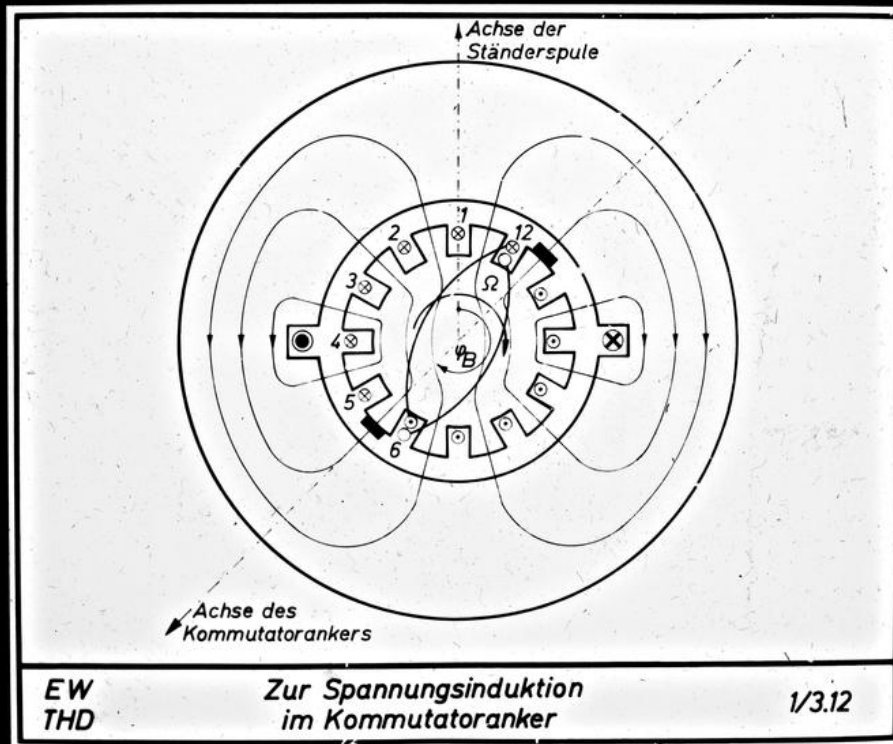 Achse der
Ständerspule
1
2
12
3
Ω
4
φB
5
6
Achse des
Kommutatorankers
EW
THD
Zur Spannungsinduktion
im Kommutatoranker
1/3.12